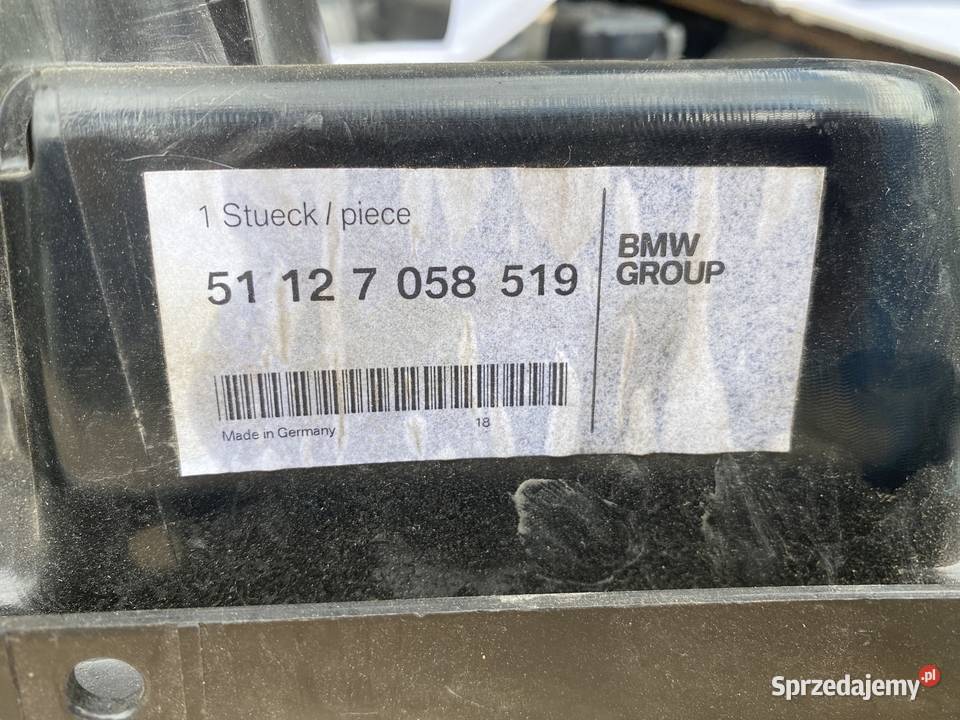 1 Stueck / piece
51 12 7 058 519
BMW
GROUP
Made in Germany
18
Sprzedajemy.pl